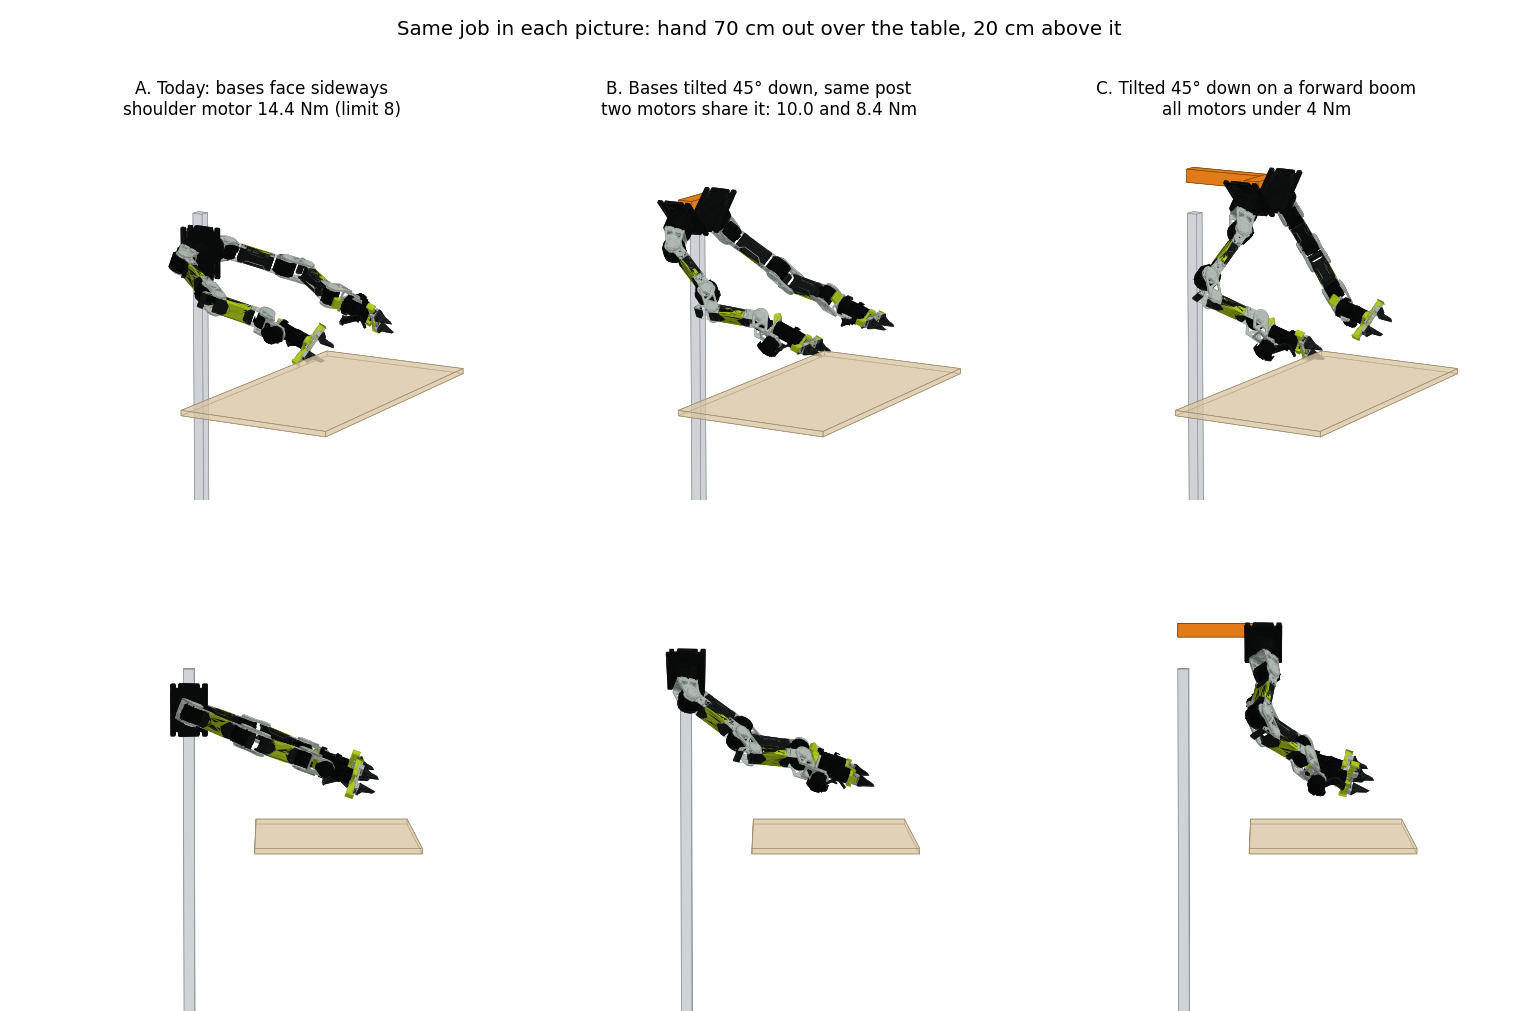 Same job in each picture: hand 70 cm out over the table, 20 cm above it
A. Today: bases face sideways
shoulder motor 14.4 Nm (limit 8)
B. Bases tilted 45° down, same post
two motors share it: 10.0 and 8.4 Nm
C. Tilted 45° down on a forward boom
all motors under 4 Nm